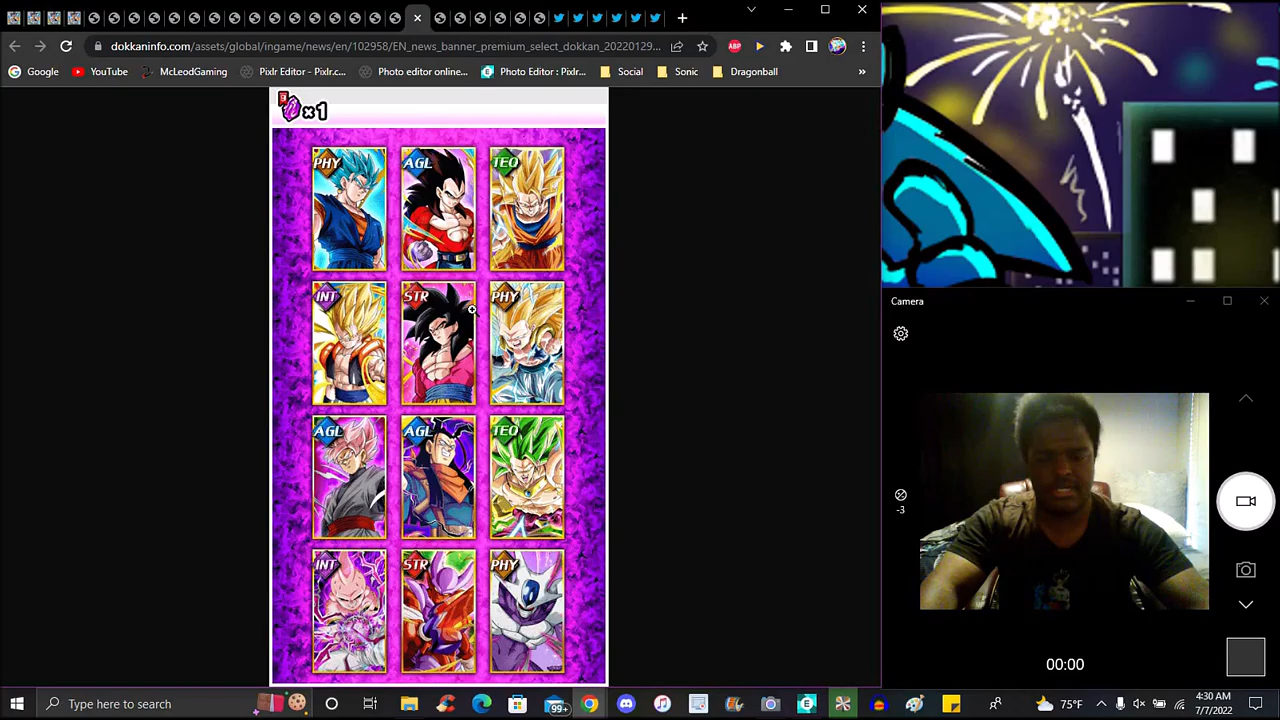 dokkaninfo.com/assets/global/ingame/news/en/102958/EN_news_banner_premium_select_dokkan_20220129...
ABP
Google
YouTube
McLeodGaming
Pixlr Editor - Pixlr.c...
Photo editor online...
Photo Editor : Pixlr...
Social
Sonic
Dragonball
»
x1
PHY AGL TEQ
INT STR PHY
AGL AGL TEQ
INT STR PHY
Camera
-3
00:00
Type here to search
99+
75°F
4:30 AM
7/7/2022